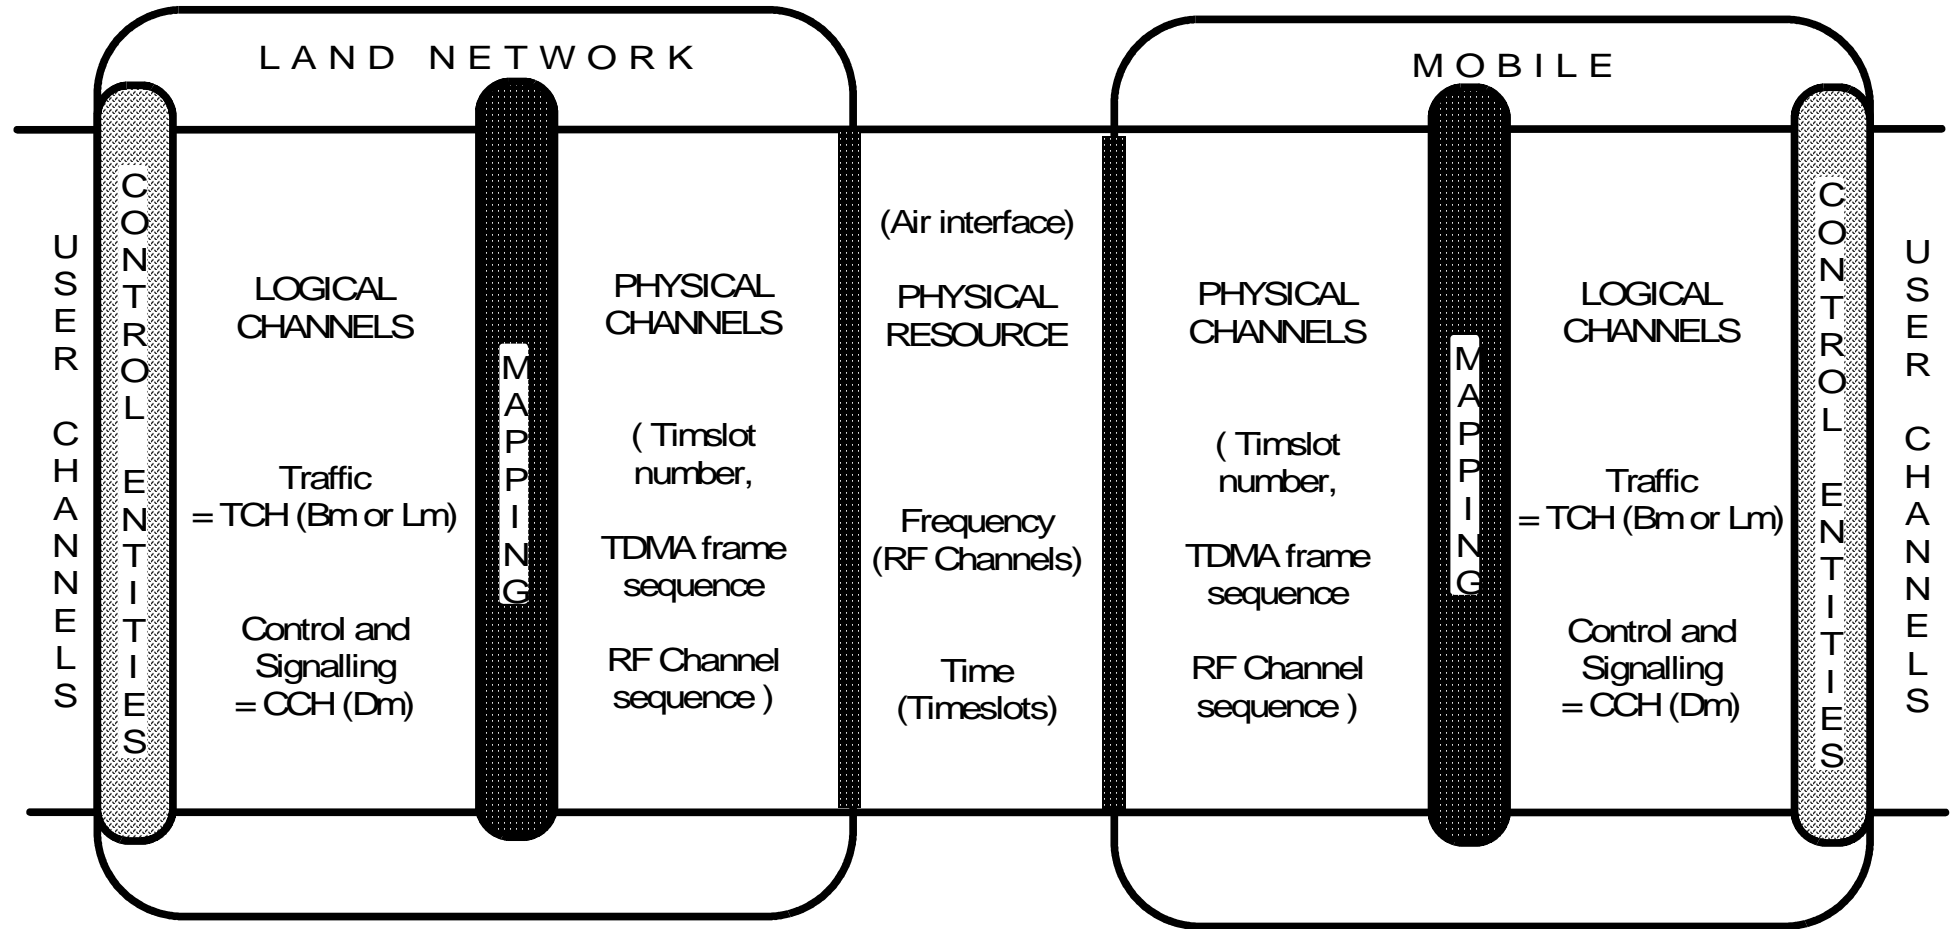 LAND NETWORK
MOBILE
USER CHANNELS
CONTROL ENTITIES
LOGICAL
CHANNELS
Traffic
= TCH (Bm or Lm)
Control and
Signalling
= CCH (Dm)
MAPPING
PHYSICAL
CHANNELS
( Timslot
number,
TDMA frame
sequence
RF Channel
sequence )
(Air interface)
PHYSICAL
RESOURCE
Frequency
(RF Channels)
Time
(Timeslots)
PHYSICAL
CHANNELS
( Timslot
number,
TDMA frame
sequence
RF Channel
sequence )
MAPPING
LOGICAL
CHANNELS
Traffic
= TCH (Bm or Lm)
Control and
Signalling
= CCH (Dm)
CONTROL ENTITIES
USER CHANNELS